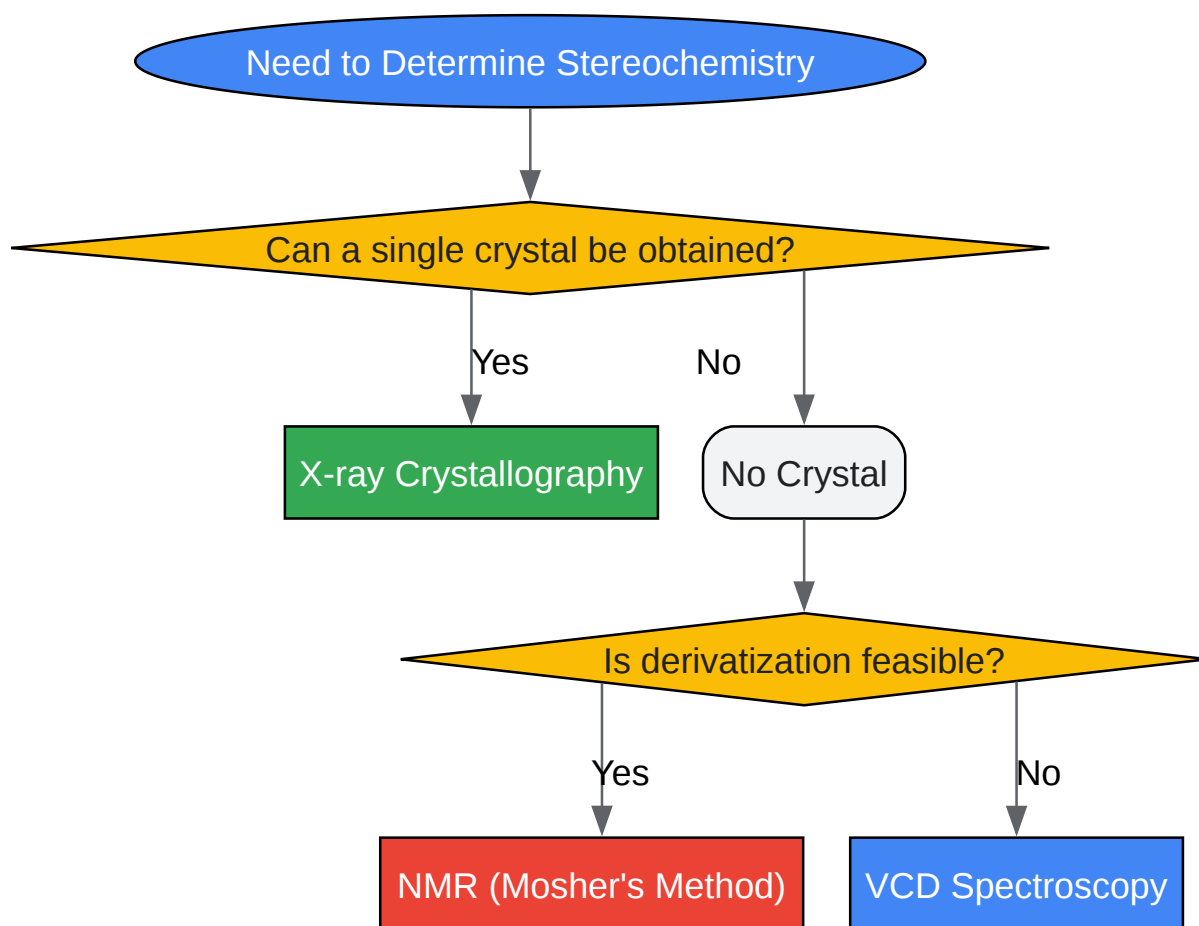 Need to Determine Stereochemistry
Can a single crystal be obtained?
Yes
No
X-ray Crystallography
No Crystal
Is derivatization feasible?
Yes
No
NMR (Mosher's Method)
VCD Spectroscopy